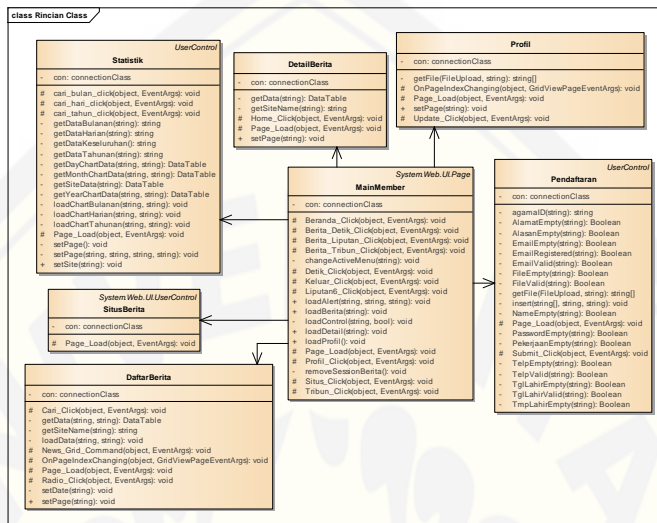 class Rincian Class
UserControl
Statistik
- con: connectionClass
# cari_bulan_click(object, EventArgs): void
# cari_hari_click(object, EventArgs): void
# cari_tahun_click(object, EventArgs): void
- getDataBulanan(string): string
- getDataHarian(string): string
- getDataKeseluruhan(): string
- getDataTahunan(string): string
- getDayChartData(string, string): DataTable
- getMonthChartData(string, string): DataTable
- getSiteData(string): DataTable
- getYearChartData(string, string): DataTable
- loadChartBulanan(string, string): void
- loadChartHarian(string, string): void
- loadChartTahunan(string, string): void
# Page_Load(object, EventArgs): void
- setPage(): void
- setPage(string, string, string, string): void
+ setSite(string): void
DetailBerita
- con: connectionClass
- getData(string): DataTable
- getSiteName(string): string
# Home_Click(object, EventArgs): void
# Page_Load(object, EventArgs): void
+ setPage(string): void
System.Web.UI.UserControl
Profil
- con: connectionClass
- getFile(FileUpload, string): string[]
# OnPageIndexChanging(object, GridViewPageEventArgs): void
# Page_Load(object, EventArgs): void
+ setPage(string): void
# Update_Click(object, EventArgs): void
System.Web.UI.Page
MainMember
- con: connectionClass
# Beranda_Click(object, EventArgs): void
# Berita_Detik_Click(object, EventArgs): void
# Berita_Liputan_Click(object, EventArgs): void
# Berita_Tribun_Click(object, EventArgs): void
- changeActiveMenu(string): void
# Detik_Click(object, EventArgs): void
# Keluar_Click(object, EventArgs): void
# Liputan6_Click(object, EventArgs): void
+ loadAlert(string, string, string): void
+ loadBerita(string): void
- loadControl(string, bool): void
+ loadDetail(string): void
+ loadProfil(): void
# Page_Load(object, EventArgs): void
# Profil_Click(object, EventArgs): void
- removeSessionBerita(): void
# Situs_Click(object, EventArgs): void
# Tribun_Click(object, EventArgs): void
UserControl
Pendaftaran
- con: connectionClass
- agamaID(string): string
- AlamatEmpty(string): Boolean
- AlasanEmpty(string): Boolean
- EmailEmpty(string): Boolean
- EmailRegistered(string): Boolean
- EmailValid(string): Boolean
- FileEmpty(string): Boolean
- FileValid(string): Boolean
- getFile(FileUpload, string): string[]
- insert(string[], string, string): void
- NameEmpty(string): Boolean
# Page_Load(object, EventArgs): void
- PasswordEmpty(string): Boolean
- PekerjaanEmpty(string): Boolean
# Submit_Click(object, EventArgs): void
- TelpEmpty(string): Boolean
- TelpValid(string): Boolean
- TglLahirEmpty(string): Boolean
- TglLahirValid(string): Boolean
- TmpLahirEmpty(string): Boolean
System.Web.UI.UserControl
SitusBerita
- con: connectionClass
# Page_Load(object, EventArgs): void
DaftarBerita
- con: connectionClass
# Cari_Click(object, EventArgs): void
- getData(string, string): DataTable
- getSiteName(string): string
- loadData(string, string): void
# News_Grid_Command(object, EventArgs): void
# OnPageIndexChanging(object, GridViewPageEventArgs): void
# Page_Load(object, EventArgs): void
# Radio_Click(object, EventArgs): void
- setDate(string): void
+ setPage(string): void